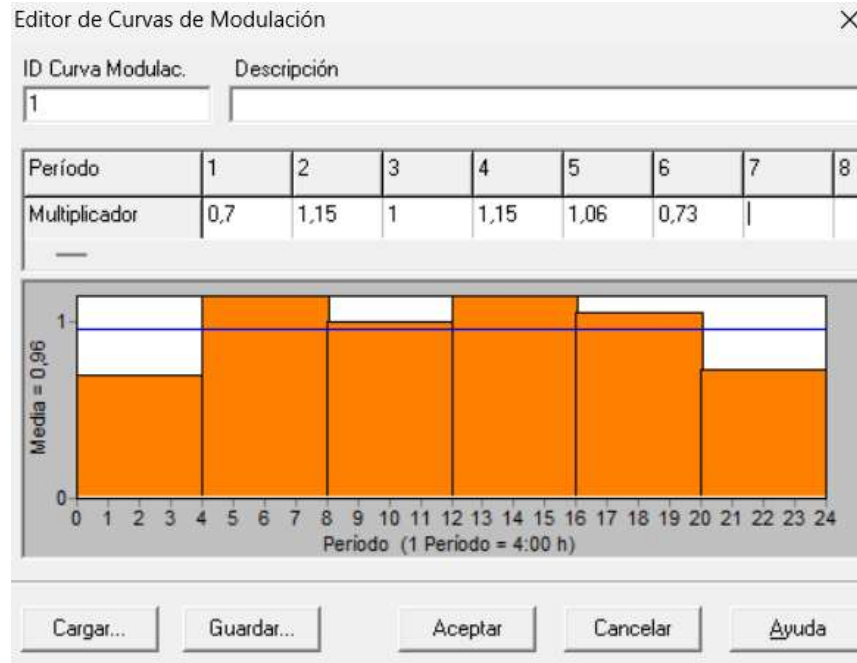 Editor de Curvas de Modulación
ID Curva Modulac. Descripción
1
Período 1 2 3 4 5 6 7 8
Multiplicador 0,7 1,15 1 1,15 1,06 0,73
1
Media = 0,96
0
0 1 2 3 4 5 6 7 8 9 10 11 12 13 14 15 16 17 18 19 20 21 22 23 24
Período (1 Período = 4:00 h)
Cargar... Guardar... Aceptar Cancelar Ayuda